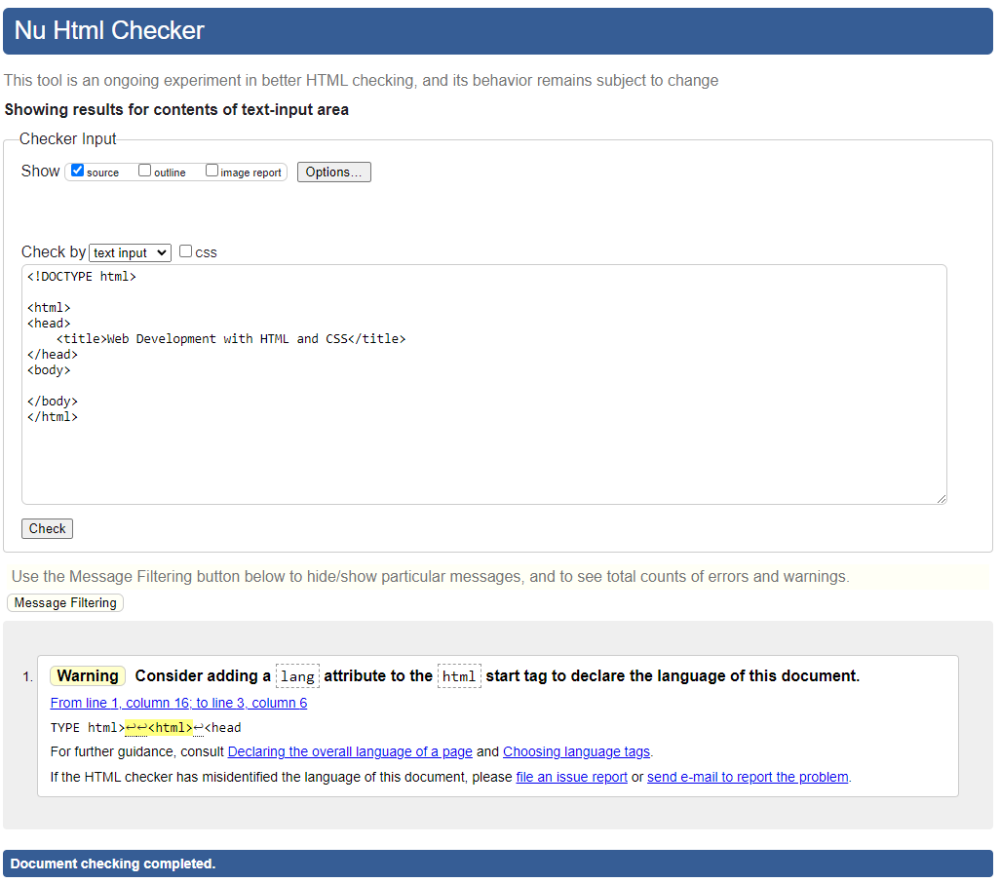 Nu Html Checker
This tool is an ongoing experiment in better HTML checking, and its behavior remains subject to change
Showing results for contents of text-input area
Checker Input
Show source outline image report Options...
Check by text input css
<!DOCTYPE html>
<html>
<head>
    <title>Web Development with HTML and CSS</title>
</head>
<body>
</body>
</html>
Check
Use the Message Filtering button below to hide/show particular messages, and to see total counts of errors and warnings.
Message Filtering
1. Warning Consider adding a lang attribute to the html start tag to declare the language of this document.
From line 1, column 16; to line 3, column 6
TYPE html>↩↩<html>↩<head
For further guidance, consult Declaring the overall language of a page and Choosing language tags.
If the HTML checker has misidentified the language of this document, please file an issue report or send e-mail to report the problem.
Document checking completed.